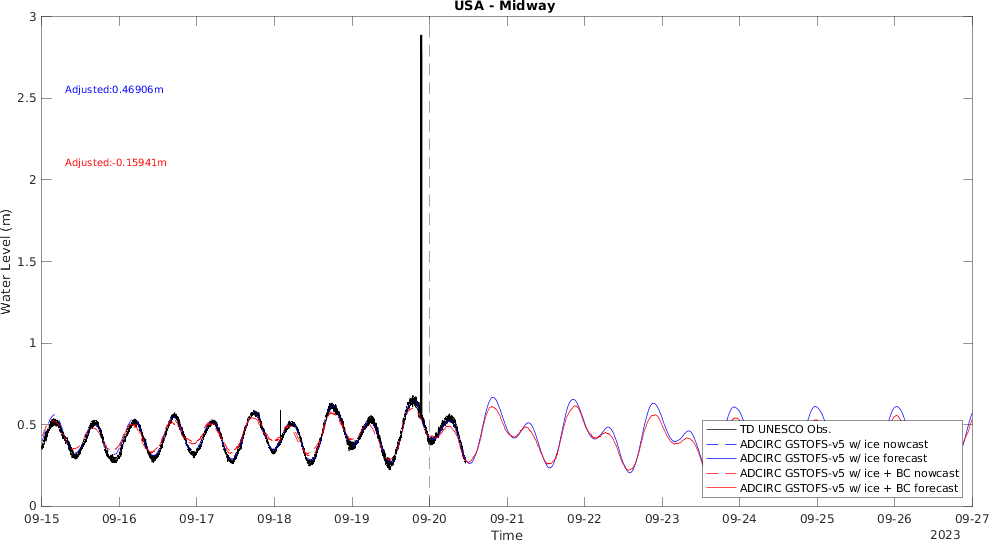 USA - Midway
3
2.5
2
1.5
1
0.5
0
Water Level (m)
Adjusted:0.46906m
Adjusted:-0.15941m
TD UNESCO Obs.
ADCIRC GSTOFS-v5 w/ ice nowcast
ADCIRC GSTOFS-v5 w/ ice forecast
ADCIRC GSTOFS-v5 w/ ice + BC nowcast
ADCIRC GSTOFS-v5 w/ ice + BC forecast
09-15 09-16 09-17 09-18 09-19 09-20 09-21 09-22 09-23 09-24 09-25 09-26 09-27
Time
2023